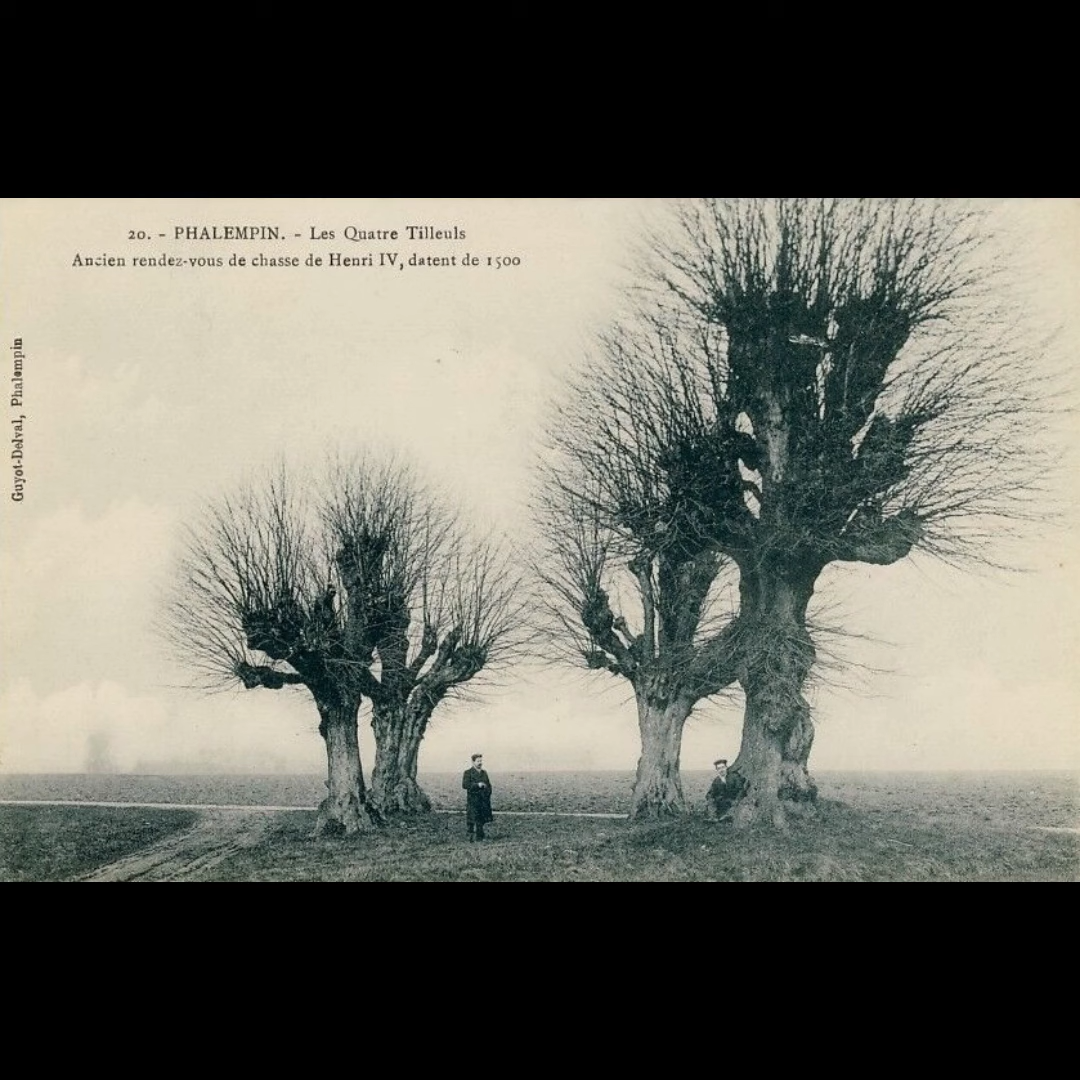 20. - PHALEMPIN. - Les Quatre Tilleuls
Ancien rendez-vous de chasse de Henri IV, datent de 1500
Guyot-Delval, Phalempin